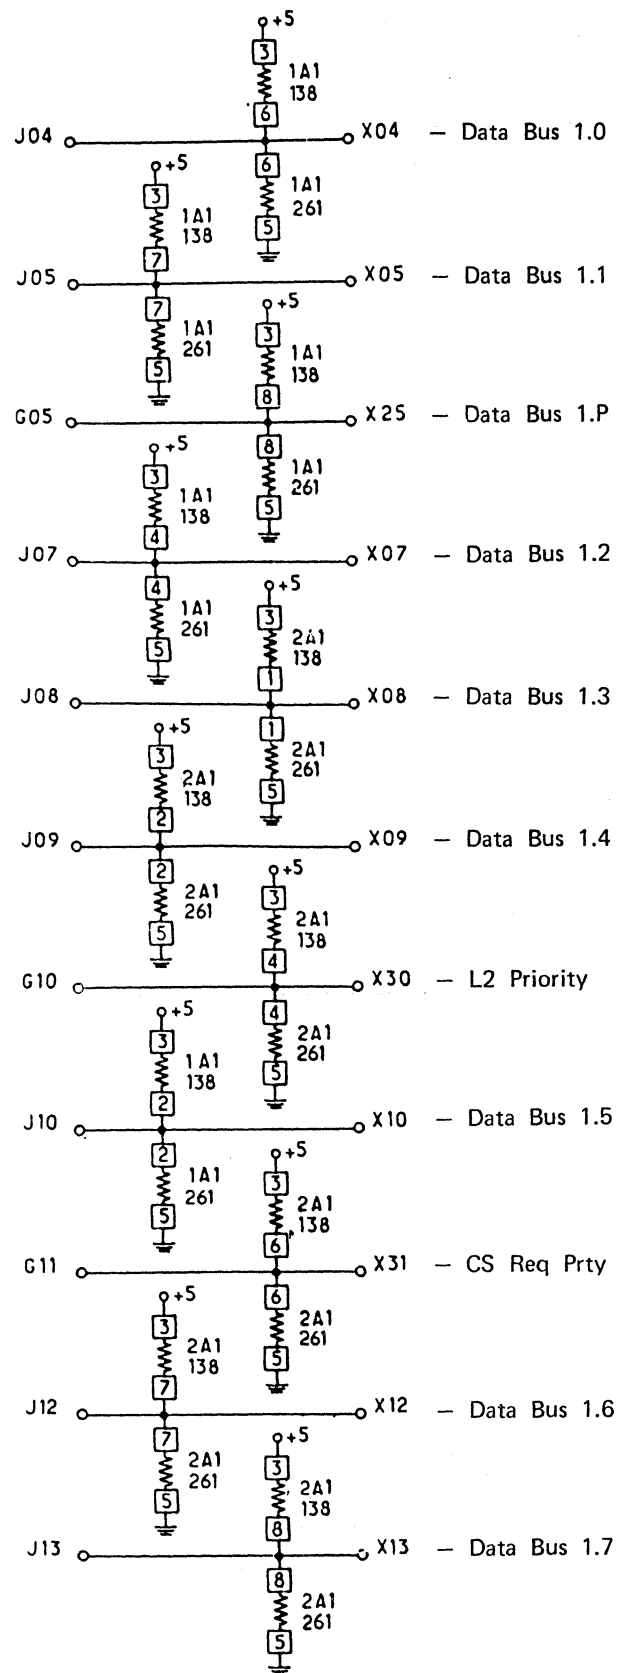 +5
3
1A1
138
6
J04 X04 — Data Bus 1.0
6
1A1
261
5
+5
3
1A1
138
7
J05 X05 — Data Bus 1.1
7
1A1
261
5
+5
3
1A1
138
8
G05 X25 — Data Bus 1.P
8
1A1
261
5
+5
3
1A1
138
4
J07 X07 — Data Bus 1.2
4
1A1
261
5
+5
3
2A1
138
1
J08 X08 — Data Bus 1.3
1
2A1
261
5
+5
3
2A1
138
2
J09 X09 — Data Bus 1.4
2
2A1
261
5
+5
3
2A1
138
4
G10 X30 — L2 Priority
4
2A1
261
5
+5
3
1A1
138
2
J10 X10 — Data Bus 1.5
2
1A1
261
5
+5
3
2A1
138
6
G11 X31 — CS Req Prty
6
2A1
261
5
+5
3
2A1
138
7
J12 X12 — Data Bus 1.6
7
2A1
261
5
+5
3
2A1
138
8
J13 X13 — Data Bus 1.7
8
2A1
261
5